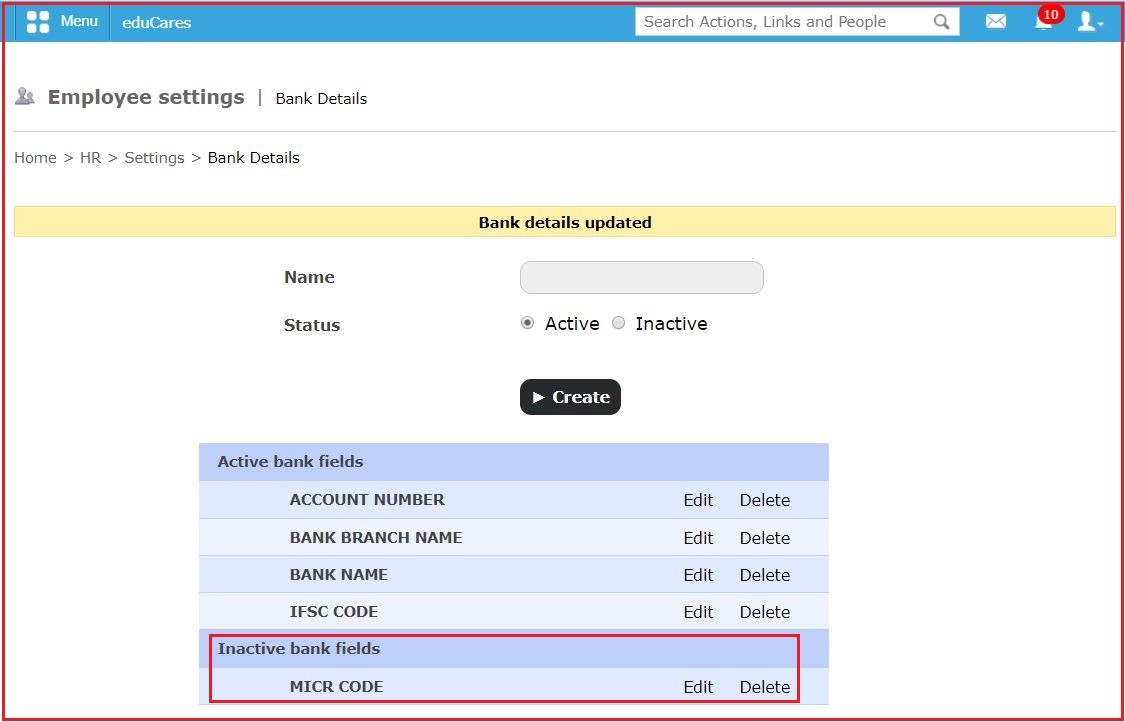 Menu educCares Search Actions, Links and People 10
Employee settings | Bank Details
Home > HR > Settings > Bank Details
Bank details updated
Name
Status Active Inactive
► Create
Active bank fields
ACCOUNT NUMBER Edit Delete
BANK BRANCH NAME Edit Delete
BANK NAME Edit Delete
IFSC CODE Edit Delete
Inactive bank fields
MICR CODE Edit Delete